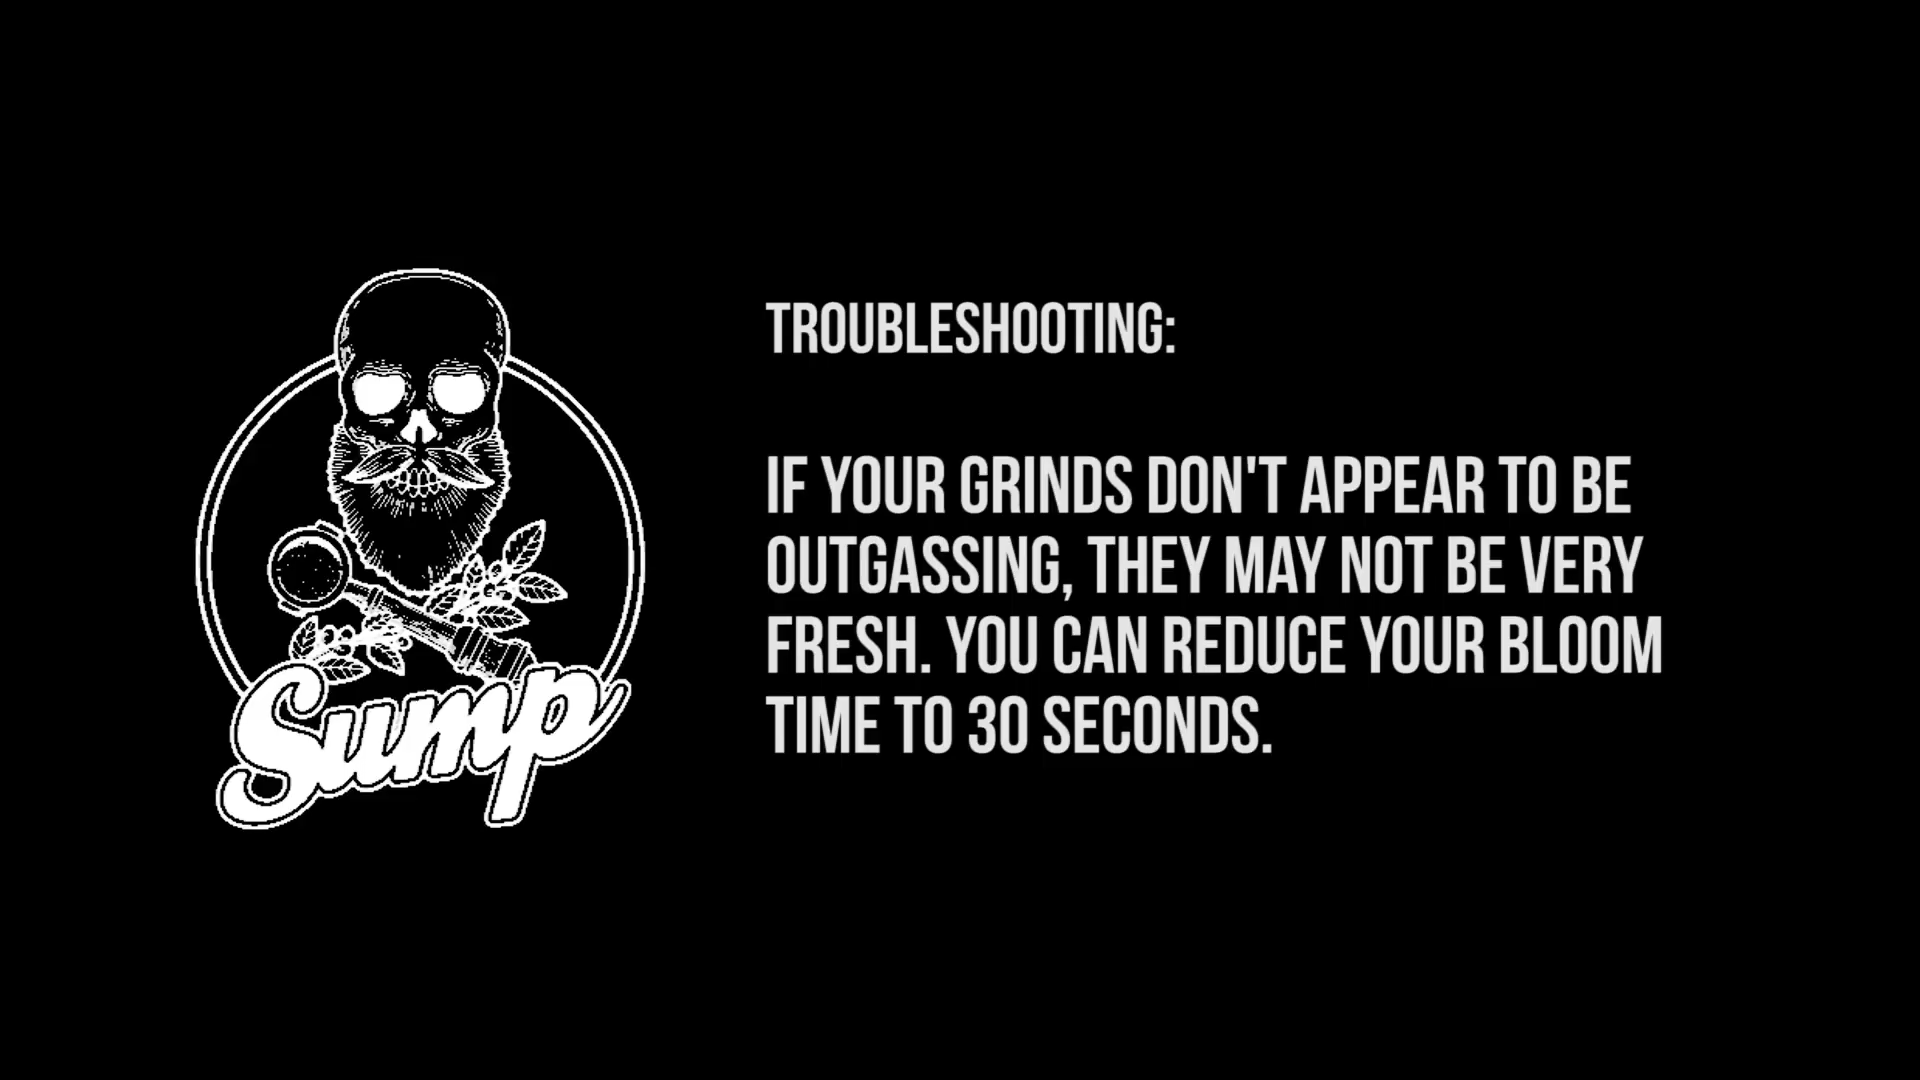 Sump
TROUBLESHOOTING:
IF YOUR GRINDS DON'T APPEAR TO BE
OUTGASSING, THEY MAY NOT BE VERY
FRESH. YOU CAN REDUCE YOUR BLOOM
TIME TO 30 SECONDS.